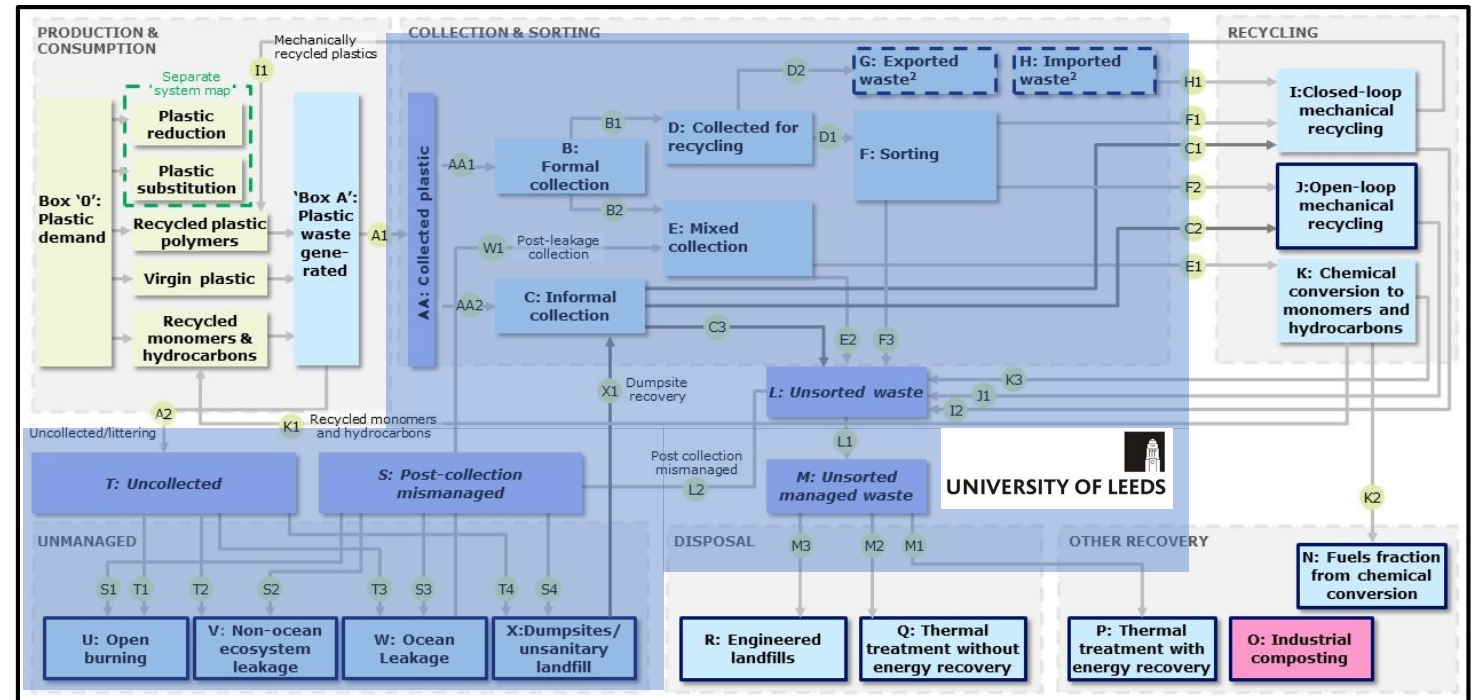 PRODUCTION &
CONSUMPTION
Separate
'system map'
Plastic
reduction
Plastic
substitution
Box ‘0’:
Plastic
demand
Recycled plastic
polymers
Virgin plastic
Recycled
monomers &
hydrocarbons
‘Box A’:
Plastic
waste
gene-
rated
I1
Mechanically
recycled plastics
A1
A2
Uncollected/littering
K1
Recycled monomers
and hydrocarbons
COLLECTION & SORTING
AA: Collected plastic
AA1
AA2
B:
Formal
collection
B1
B2
C: Informal
collection
C3
D: Collected for
recycling
D1
D2
E: Mixed
collection
E2
F: Sorting
F3
G: Exported
waste²
H: Imported
waste²
W1
Post-leakage
collection
X1
Dumpsite
recovery
H1
F1
C1
F2
C2
E1
RECYCLING
I:Closed-loop
mechanical
recycling
J:Open-loop
mechanical
recycling
K: Chemical
conversion to
monomers and
hydrocarbons
K3
J1
I2
K2
L: Unsorted waste
L1
Post collection
mismanaged
L2
M: Unsorted
managed waste
UNIVERSITY OF LEEDS
T: Uncollected
S: Post-collection
mismanaged
UNMANAGED
S1
T1
T2
S2
T3
S3
T4
S4
U: Open
burning
V: Non-ocean
ecosystem
leakage
W: Ocean
Leakage
X:Dumpsites/
unsanitary
landfill
DISPOSAL
M3
M2
M1
R: Engineered
landfills
Q: Thermal
treatment without
energy recovery
OTHER RECOVERY
P: Thermal
treatment with
energy recovery
O: Industrial
composting
N: Fuels fraction
from chemical
conversion